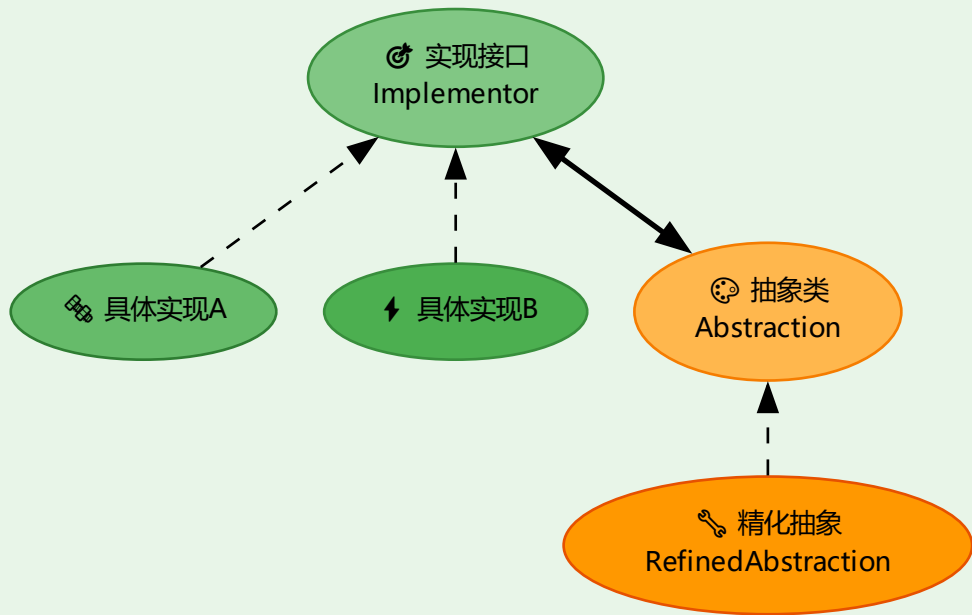 实现接口
Implementor
具体实现A
具体实现B
抽象类
Abstraction
精化抽象
RefinedAbstraction